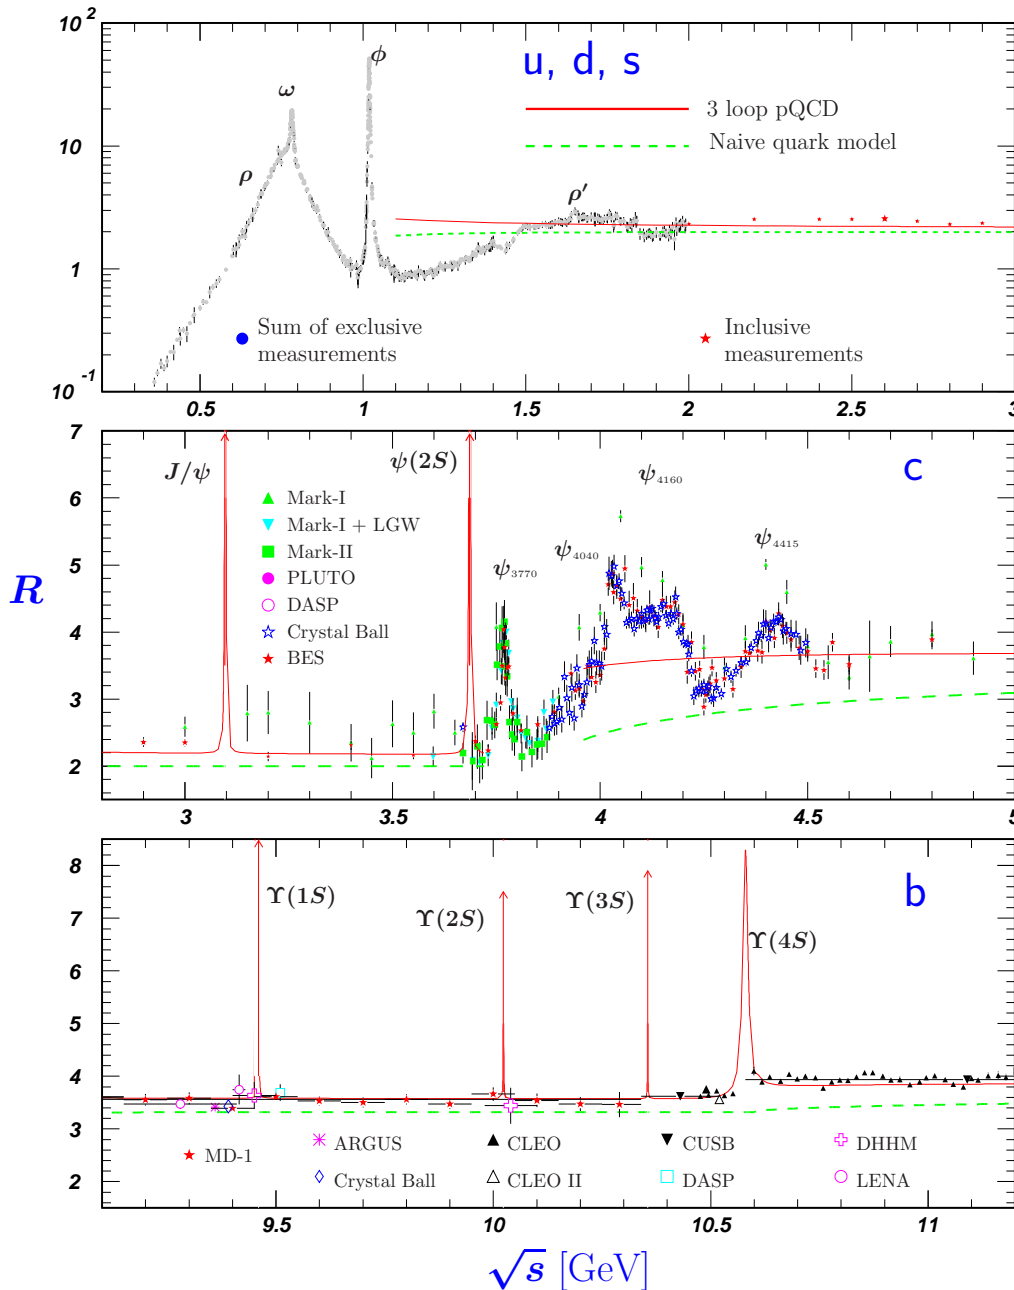 10 2
10
1
10 -1
u, d, s
3 loop pQCD
Naive quark model
ρ
ω
ϕ
ρ′
Sum of exclusive
measurements
Inclusive
measurements
0.5 1 1.5 2 2.5 3
R
7
6
5
4
3
2
J/ψ
ψ(2S)
c
Mark-I
Mark-I + LGW
Mark-II
PLUTO
DASP
Crystal Ball
BES
ψ3770
ψ4040
ψ4160
ψ4415
3 3.5 4 4.5 5
8
7
6
5
4
3
2
ϒ(1S)
ϒ(2S)
ϒ(3S)
ϒ(4S)
b
MD-1
ARGUS
CLEO
CUSB
DHHM
Crystal Ball
CLEO II
DASP
LENA
9.5 10 10.5 11
√s [GeV]